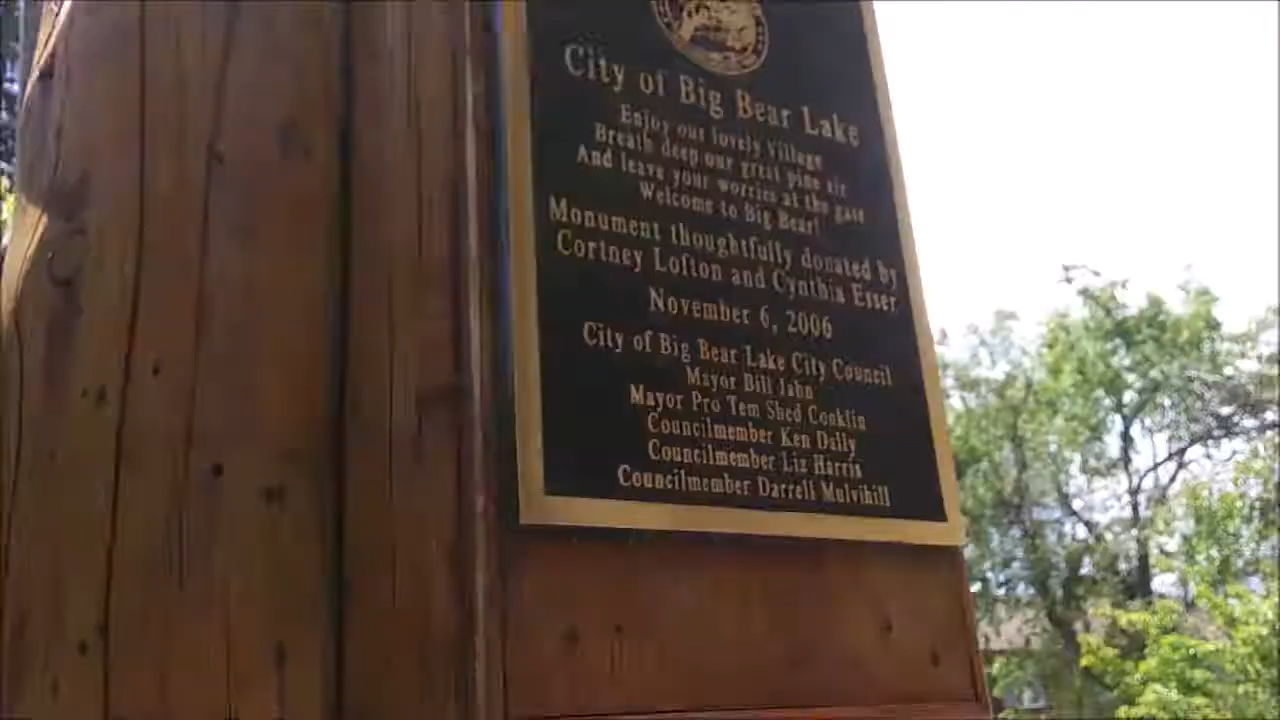 City of Big Bear Lake
Enjoy our lovely Village
Breath deep our great pine air
And leave your worries at the gate
Welcome to Big Bear!
Monument thoughtfully donated by
Cortney Lofton and Cynthia Esser
November 6, 2006
City of Big Bear Lake City Council
Mayor Bill Jahn
Mayor Pro Tem Shed Conklin
Councilmember Ken Dally
Councilmember Liz Harris
Councilmember Darrell Mulvihill